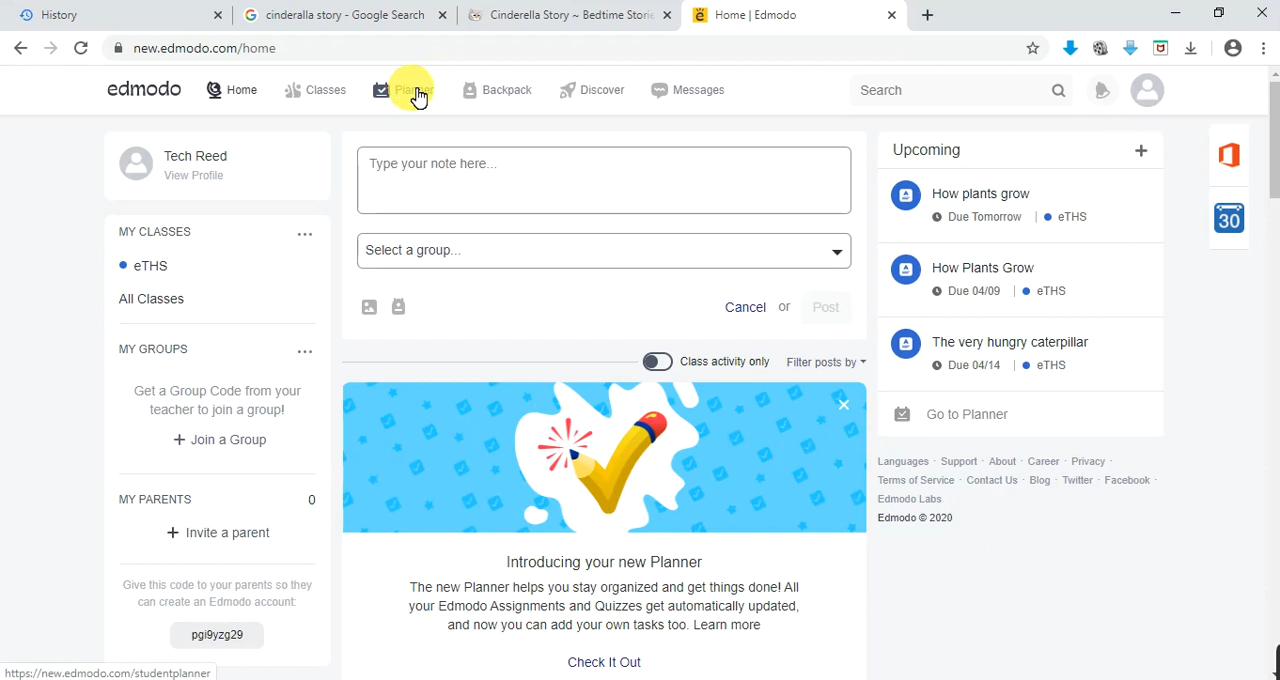 History
cinderalla story - Google Search
Cinderella Story ~ Bedtime Storie
Home | Edmodo
new.edmodo.com/home
edmodo
Home
Classes
Planner
Backpack
Discover
Messages
Search
Tech Reed
View Profile
MY CLASSES
eTHS
All Classes
MY GROUPS
Get a Group Code from your
teacher to join a group!
+ Join a Group
MY PARENTS 0
+ Invite a parent
Give this code to your parents so they
can create an Edmodo account:
pgi9yzg29
Type your note here...
Select a group...
Cancel or Post
Class activity only
Filter posts by
Introducing your new Planner
The new Planner helps you stay organized and get things done! All
your Edmodo Assignments and Quizzes get automatically updated,
and now you can add your own tasks too. Learn more
Check It Out
Upcoming +
How plants grow
Due Tomorrow | eTHS
How Plants Grow
Due 04/09 | eTHS
The very hungry caterpillar
Due 04/14 | eTHS
Go to Planner
Languages · Support · About · Career · Privacy ·
Terms of Service · Contact Us · Blog · Twitter · Facebook ·
Edmodo Labs
Edmodo © 2020
30
https://new.edmodo.com/studentplanner